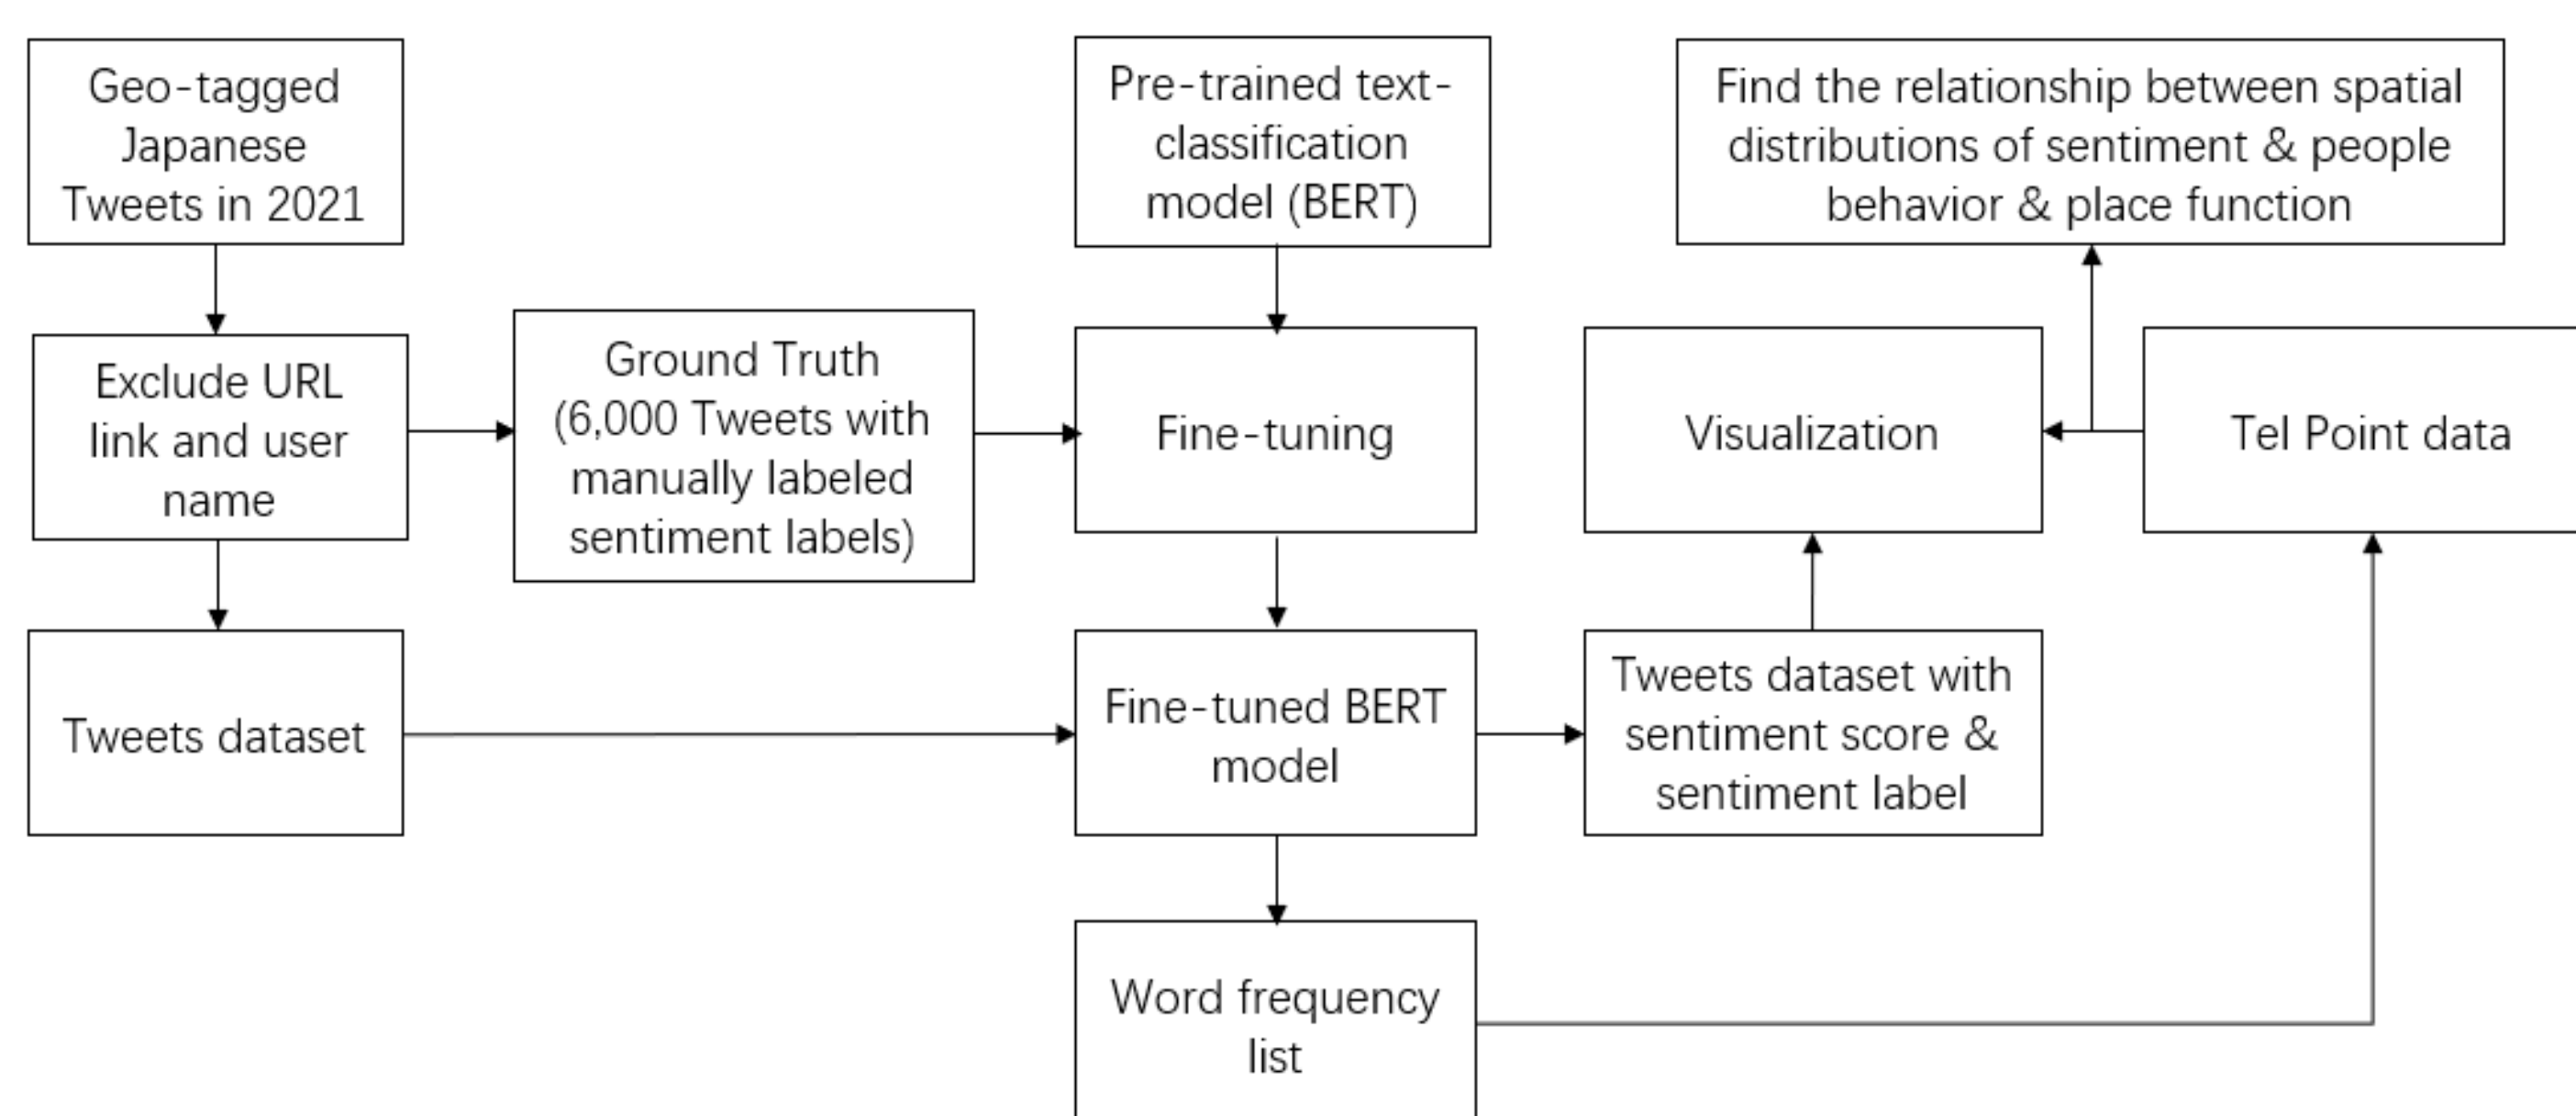 Geo-tagged
Japanese
Tweets in 2021
Pre-trained text-
classification
model (BERT)
Find the relationship between spatial
distributions of sentiment & people
behavior & place function
Exclude URL
link and user
name
Ground Truth
(6,000 Tweets with
manually labeled
sentiment labels)
Fine-tuning
Visualization
Tel Point data
Tweets dataset
Fine-tuned BERT
model
Tweets dataset with
sentiment score &
sentiment label
Word frequency
list